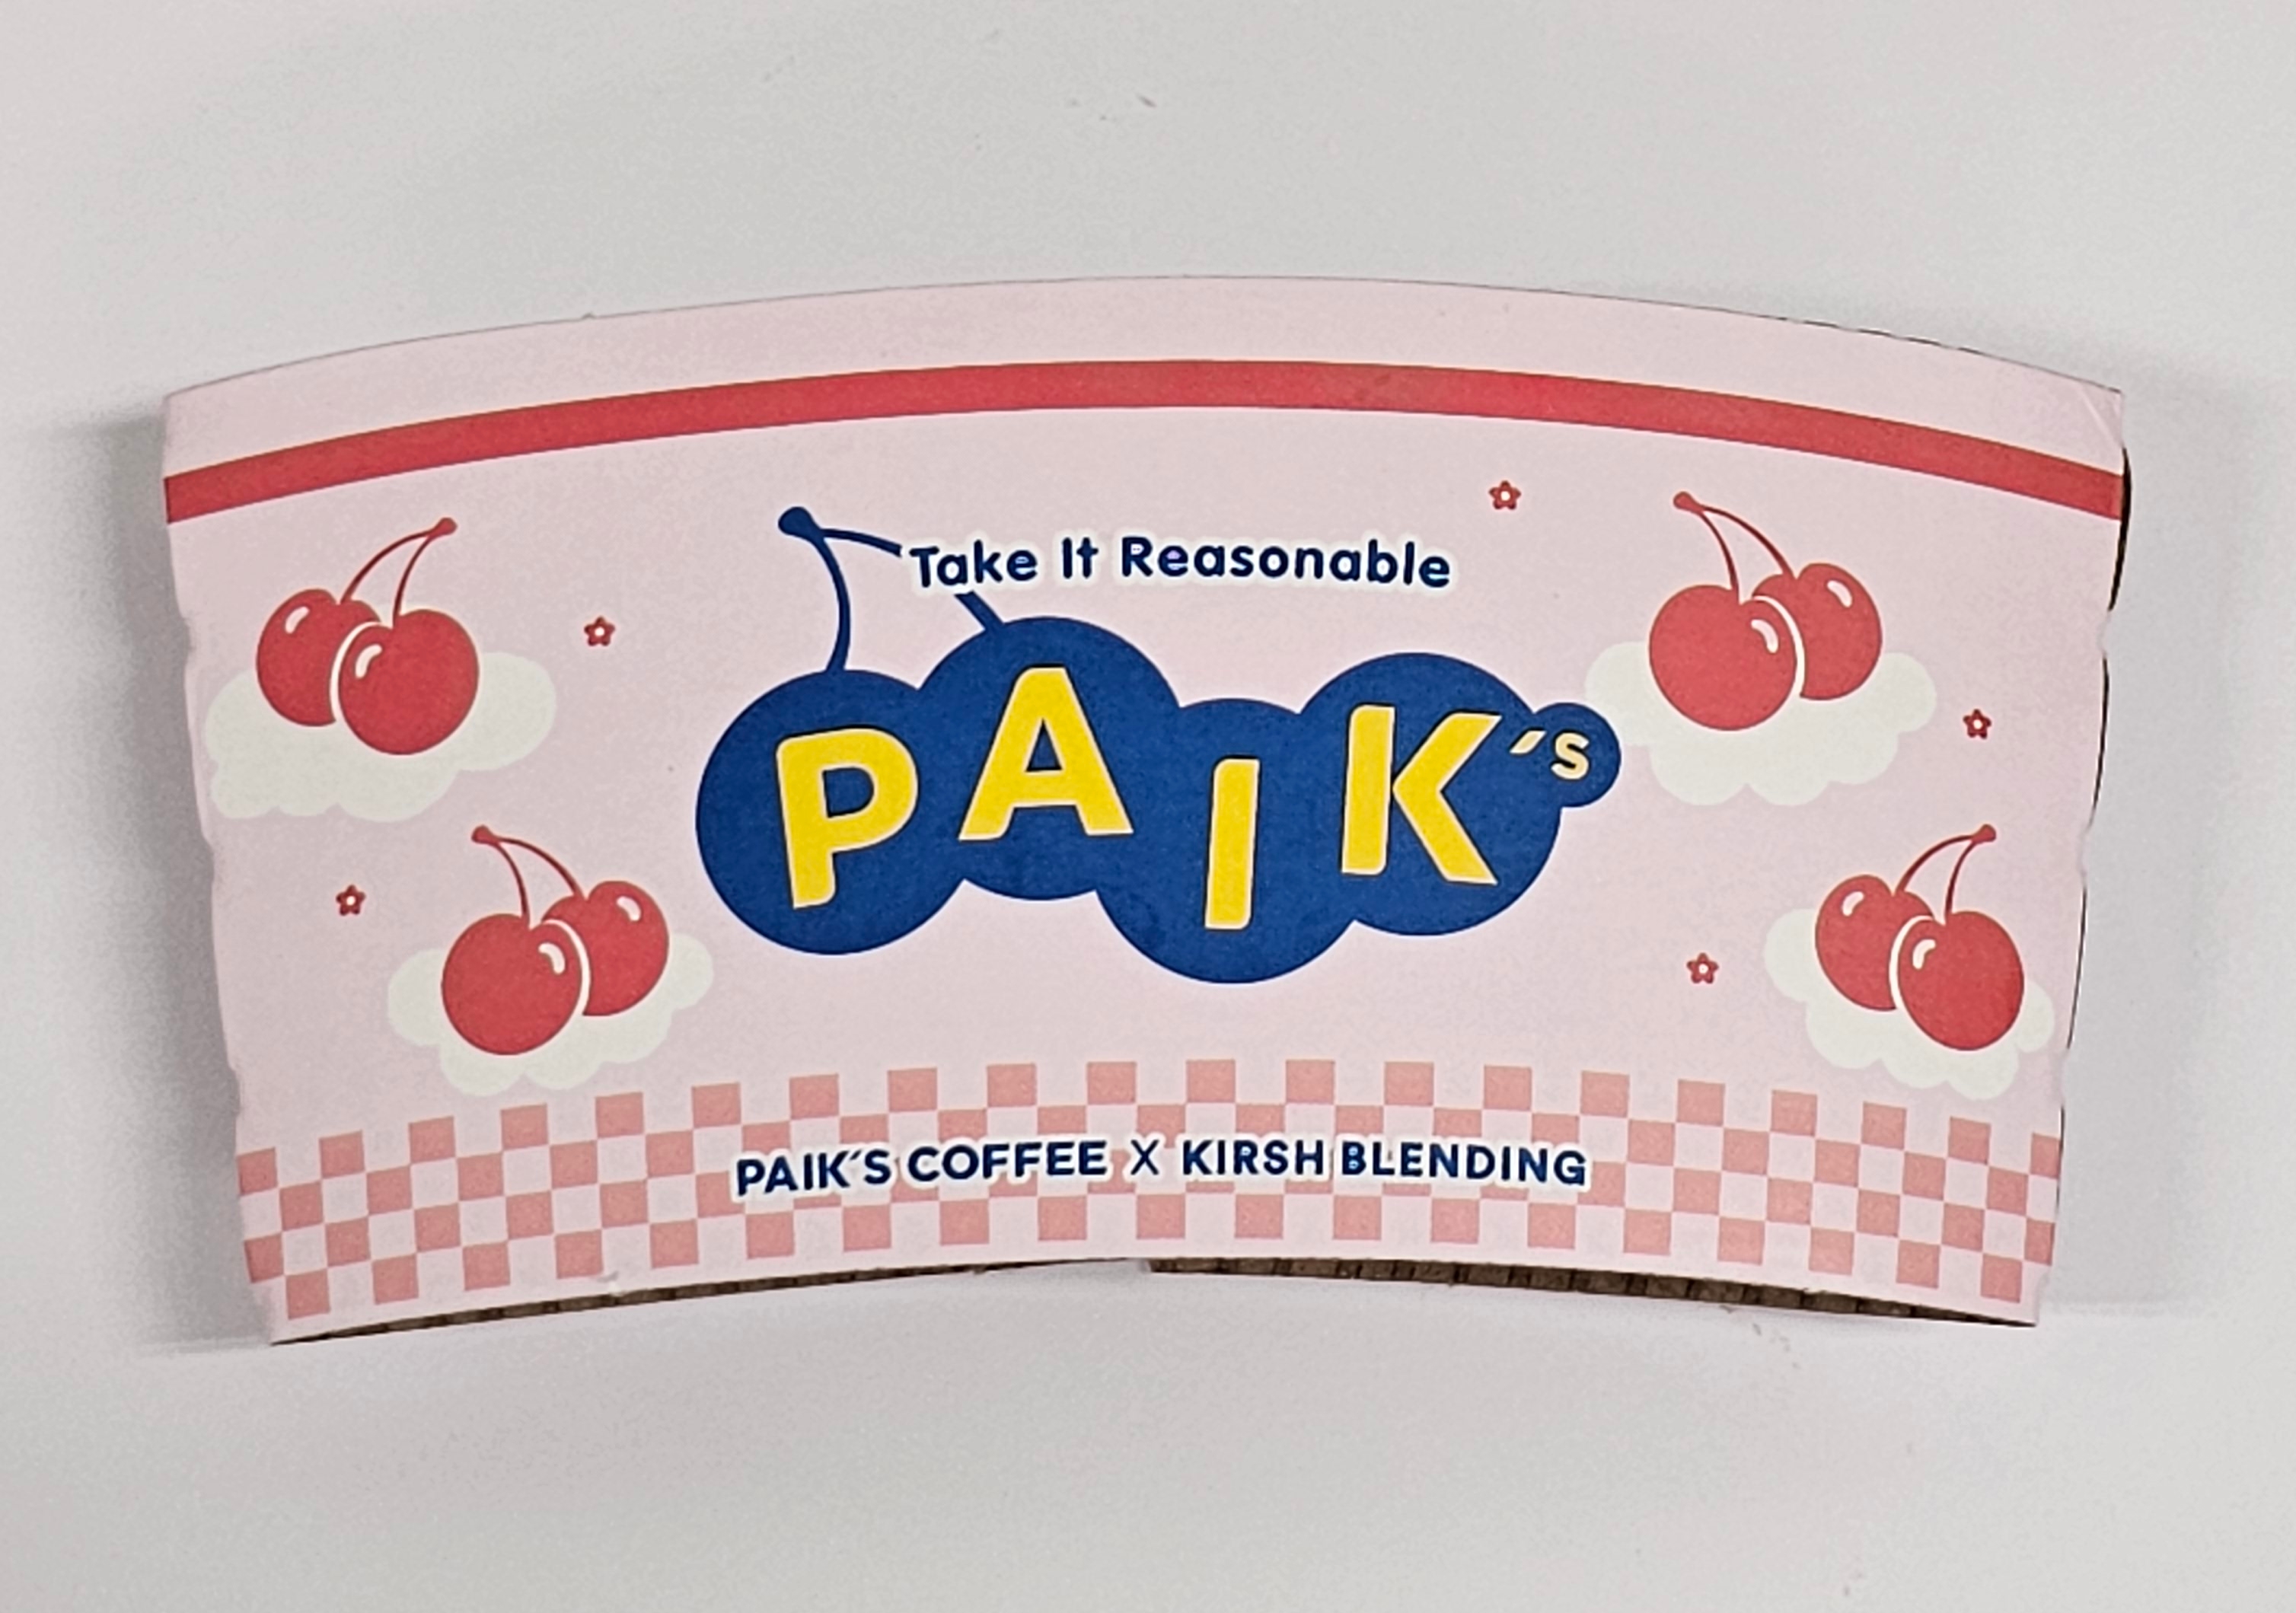 Take It Reasonable
PAIK's
PAIK'S COFFEE X KIRSH BLENDING